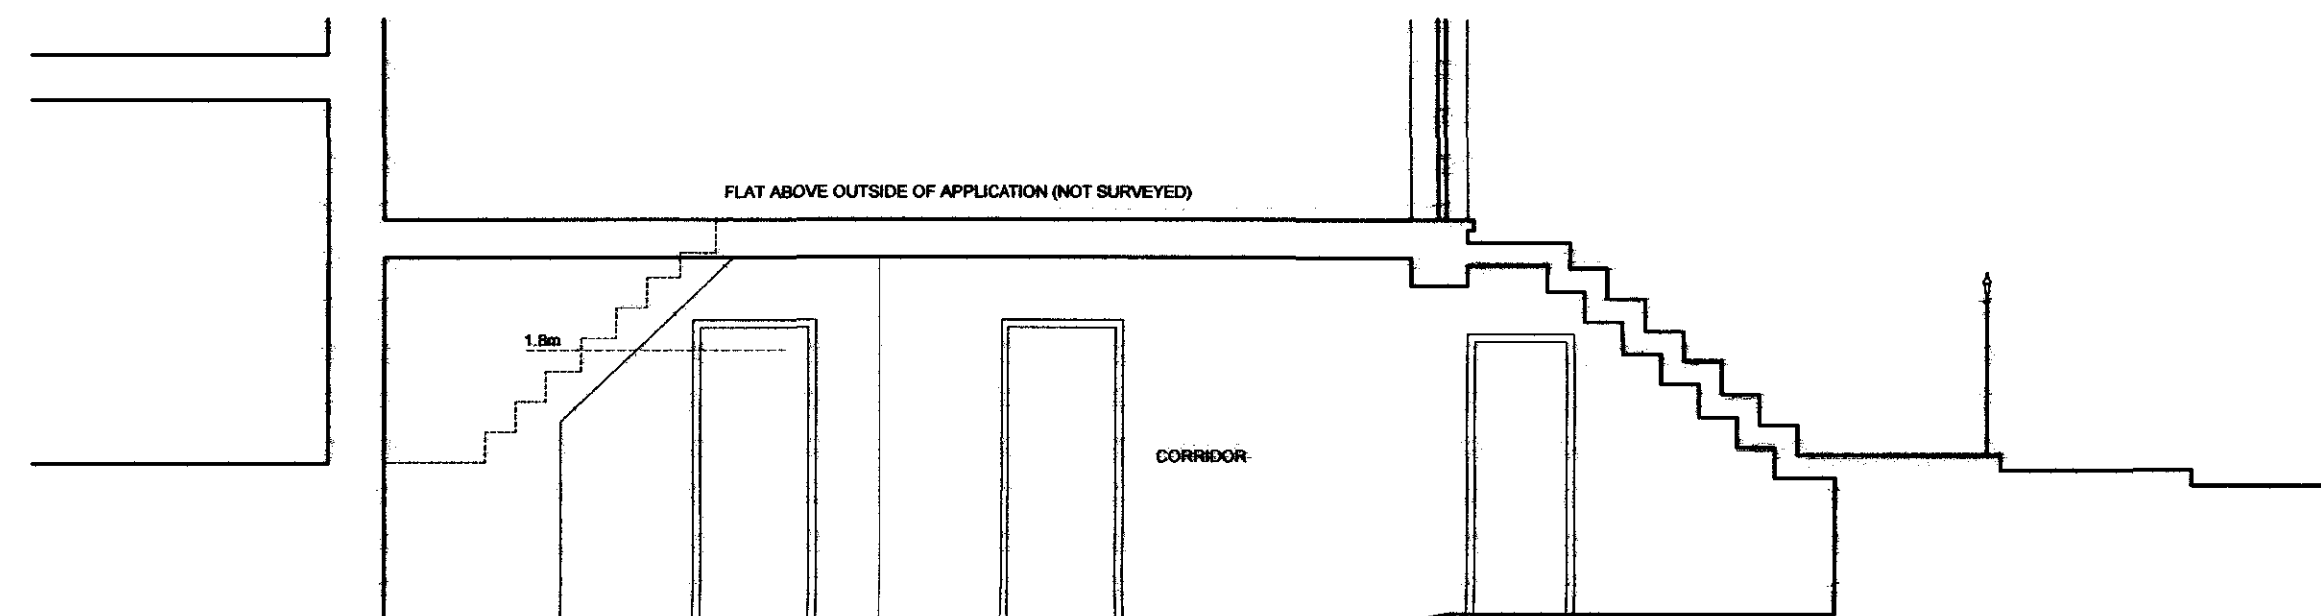 FLAT ABOVE OUTSIDE OF APPLICATION (NOT SURVEYED)
1.8m
CORRIDOR